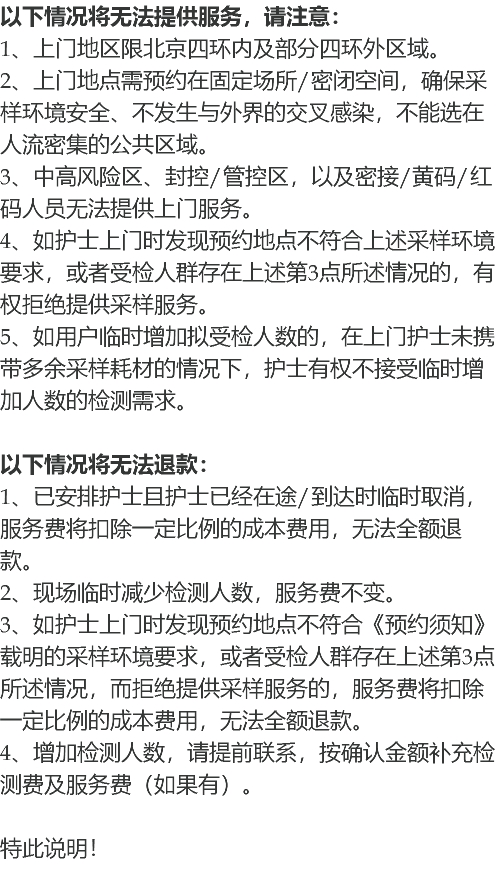 以下情况将无法提供服务，请注意：
1、上门地区限北京四环内及部分四环外区域。
2、上门地点需预约在固定场所/密闭空间，确保采
样环境安全、不发生与外界的交叉感染，不能选在
人流密集的公共区域。
3、中高风险区、封控/管控区，以及密接/黄码/红
码人员无法提供上门服务。
4、如护士上门时发现预约地点不符合上述采样环境
要求，或者受检人群存在上述第3点所述情况的，有
权拒绝提供采样服务。
5、如用户临时增加拟受检人数的，在上门护士未携
带多余采样耗材的情况下，护士有权不接受临时增
加人数的检测需求。
以下情况将无法退款：
1、已安排护士且护士已经在途/到达时临时取消，
服务费将扣除一定比例的成本费用，无法全额退
款。
2、现场临时减少检测人数，服务费不变。
3、如护士上门时发现预约地点不符合《预约须知》
载明的采样环境要求，或者受检人群存在上述第3点
所述情况，而拒绝提供采样服务的，服务费将扣除
一定比例的成本费用，无法全额退款。
4、增加检测人数，请提前联系，按确认金额补充检
测费及服务费（如果有）。
特此说明！